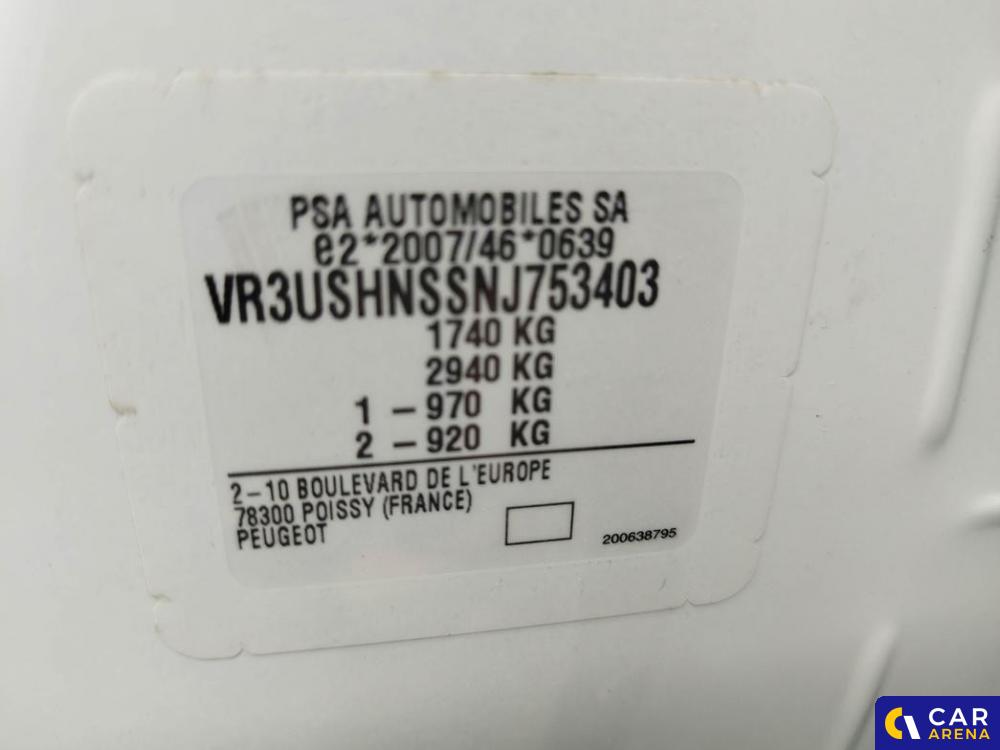 PSA AUTOMOBILES SA
e2*2007/46*0639
VR3USHNSSNJ753403
1740 KG
2940 KG
1 - 970 KG
2 - 920 KG
2-10 BOULEVARD DE L'EUROPE
78300 POISSY (FRANCE)
PEUGEOT
200638795
CAR
ARENA